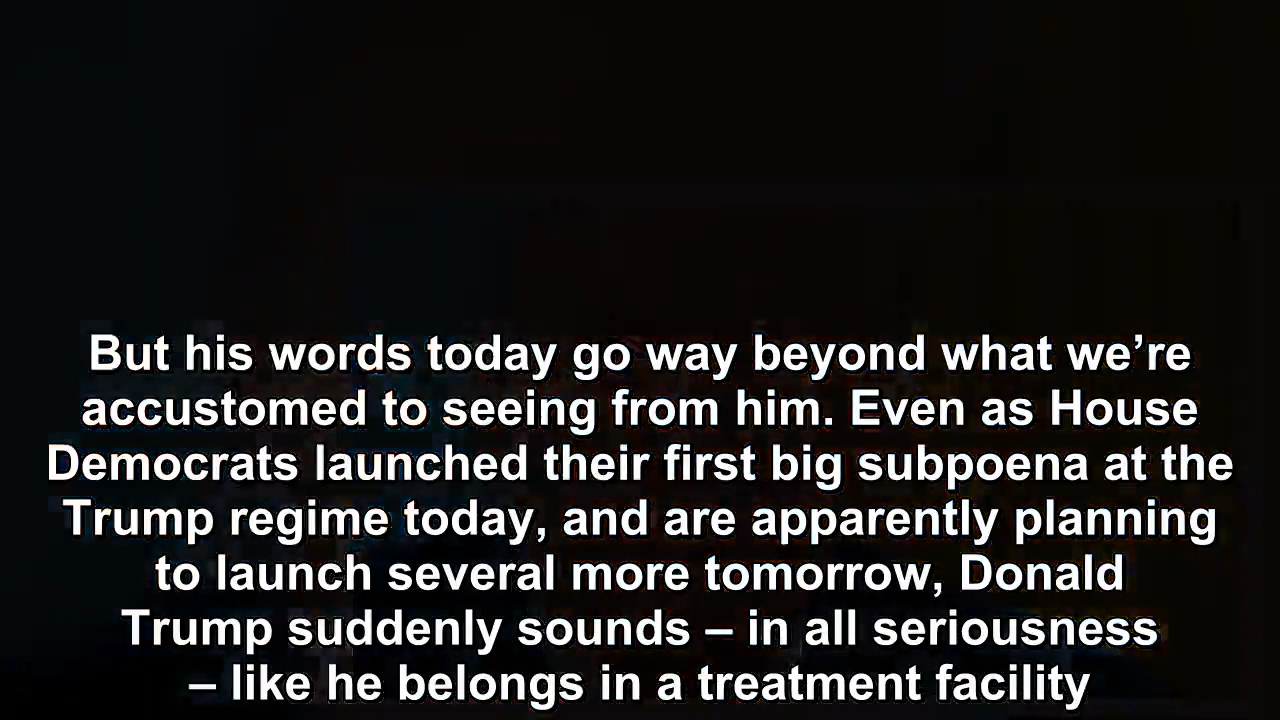 But his words today go way beyond what we’re
accustomed to seeing from him. Even as House
Democrats launched their first big subpoena at the
Trump regime today, and are apparently planning
to launch several more tomorrow, Donald
Trump suddenly sounds – in all seriousness
– like he belongs in a treatment facility